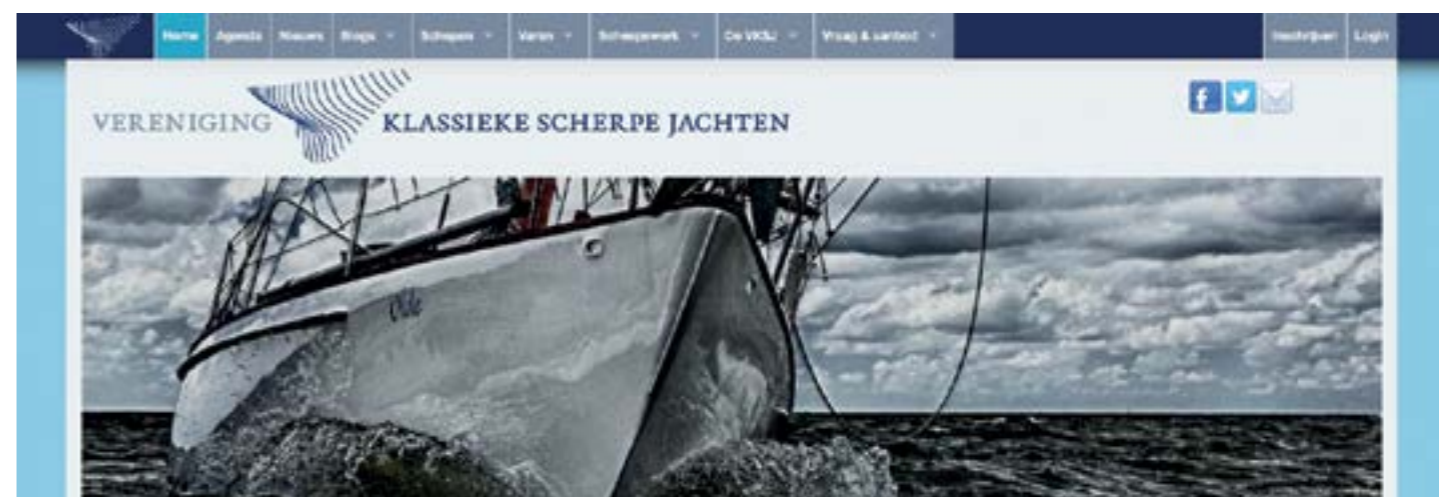 Home Agenda Nieuws Blogs Schepen Varen Scheepswerk De VKSJ Vraag & aanbod Inschrijven Login
VERENIGING KLASSIEKE SCHERPE JACHTEN